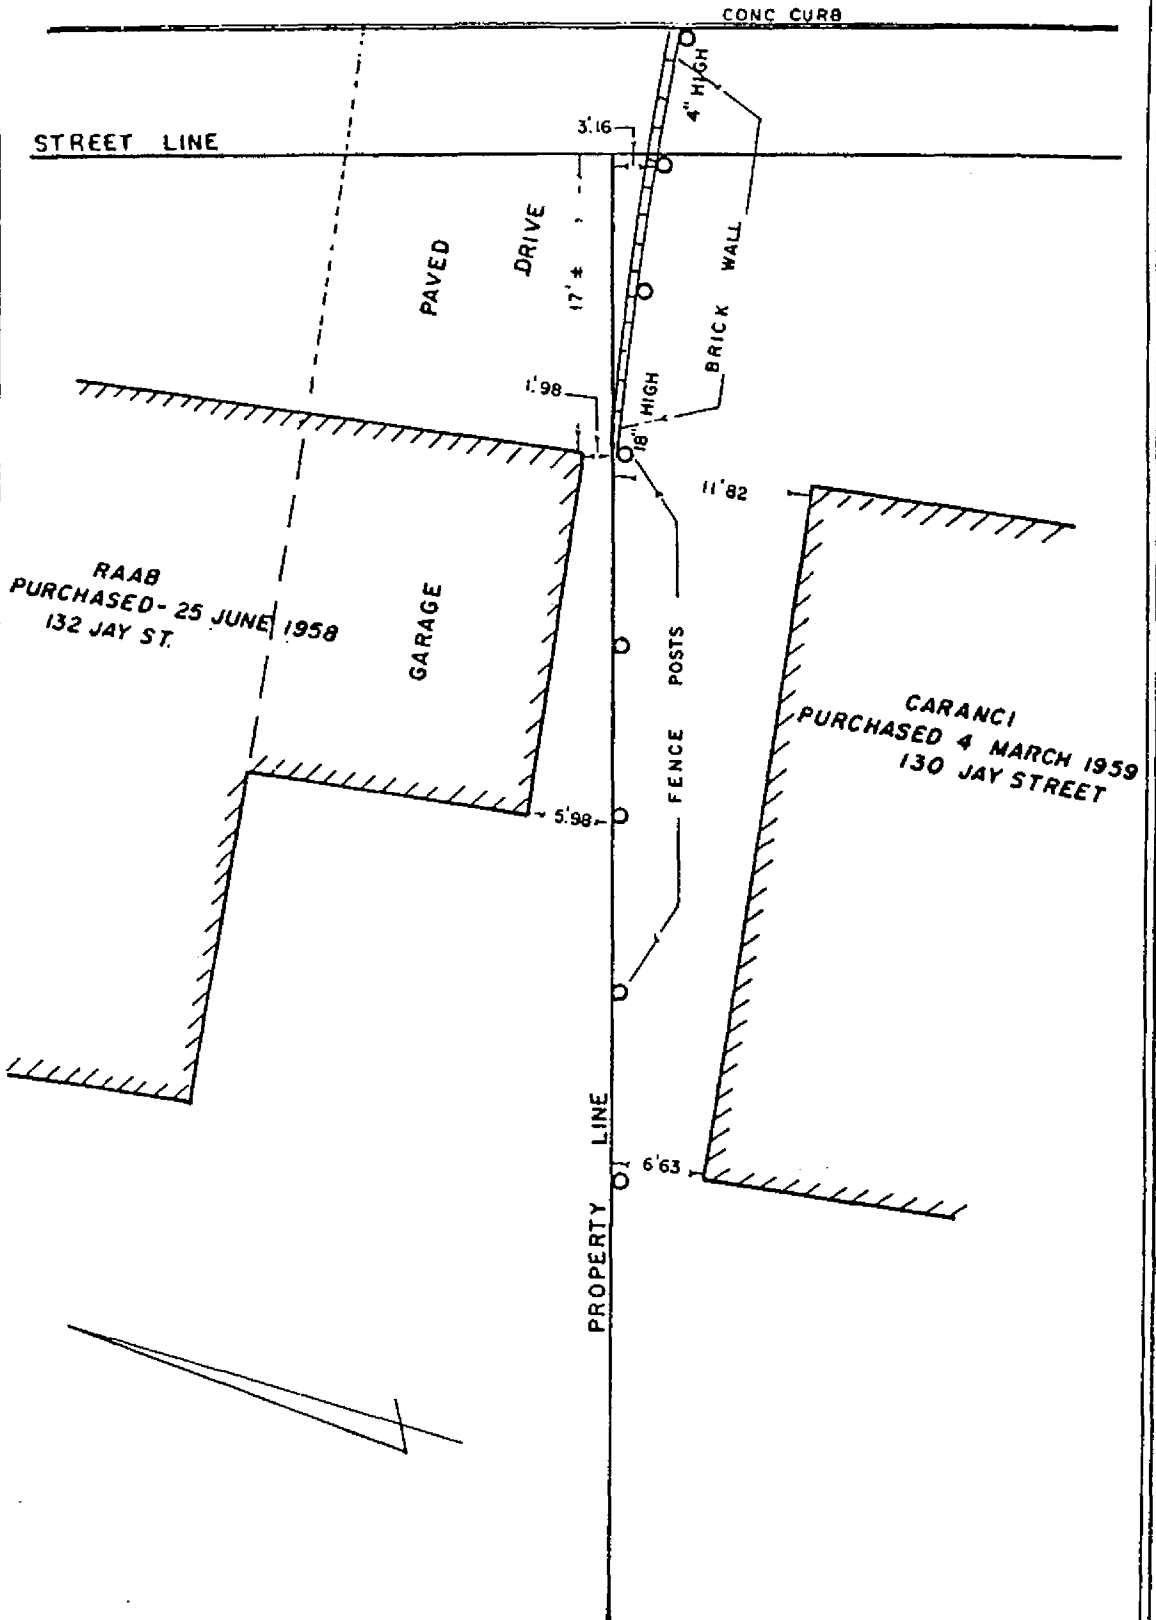 CONC CURB
4" HIGH
3'.16
STREET LINE
PAVED
DRIVE
17' ±
BRICK WALL
1'.98
18" HIGH
11'82
RAAB
PURCHASED - 25 JUNE 1958
132 JAY ST.
GARAGE
FENCE POSTS
CARANCI
PURCHASED 4 MARCH 1959
130 JAY STREET
5'.98
PROPERTY LINE
6'63